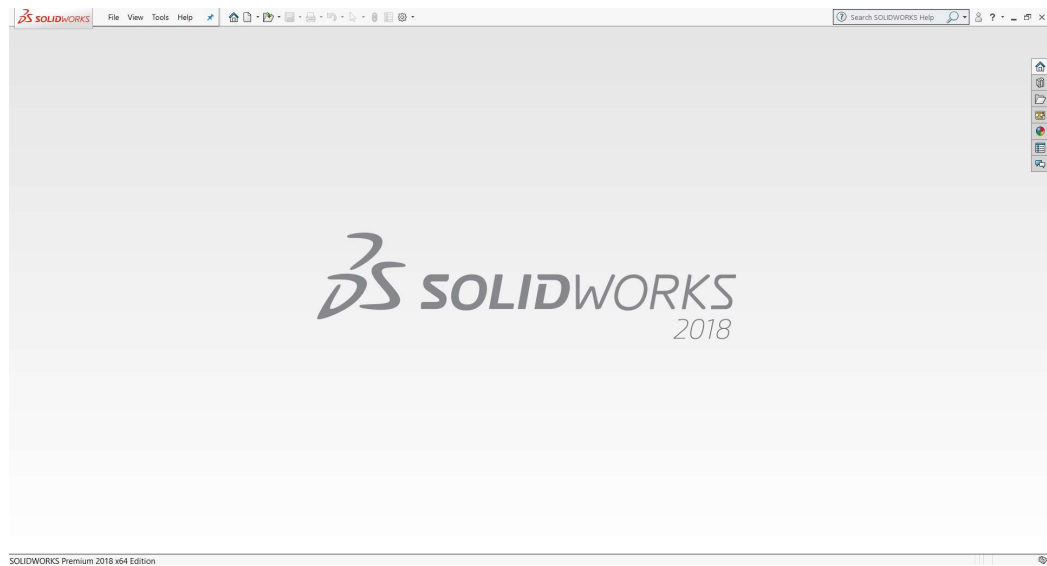 SOLIDWORKS File View Tools Help Search SOLIDWORKS Help
SOLIDWORKS
2018
SOLIDWORKS Premium 2018 x64 Edition